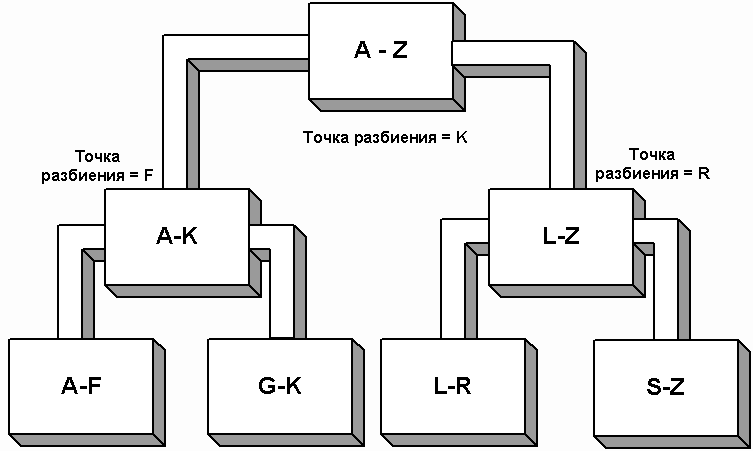 A - Z
Точка разбиения = K
Точка
разбиения = F
Точка
разбиения = R
A-K
L-Z
A-F
G-K
L-R
S-Z